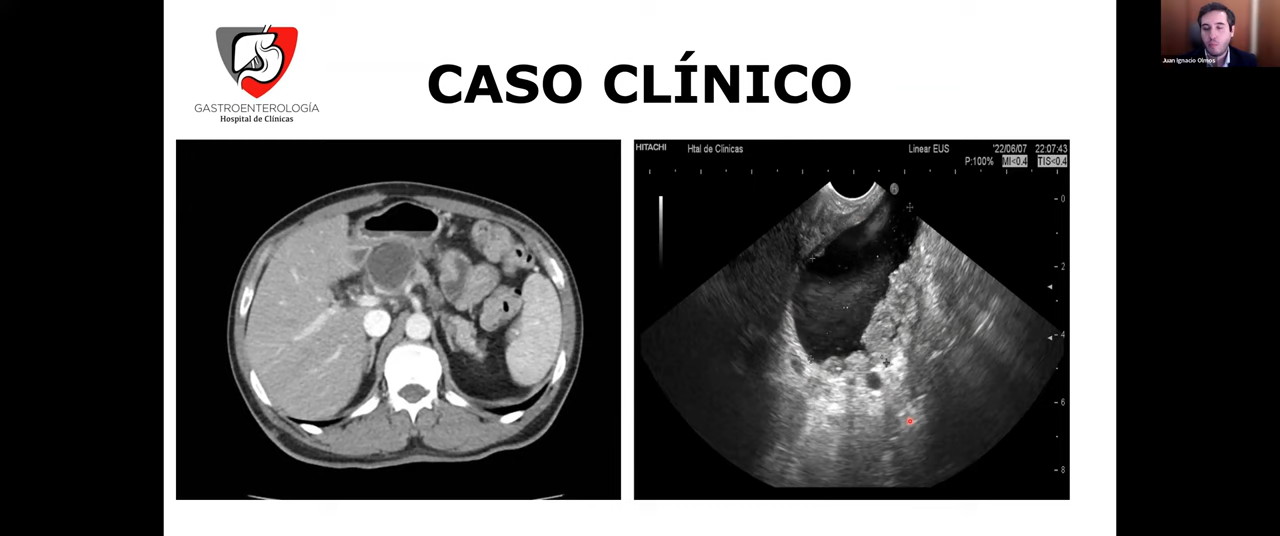 GASTROENTEROLOGÍA
Hospital de Clínicas
CASO CLÍNICO
HITACHI Htal de Clinicas Linear EUS '22/06/07 22:07:43
P:100% MI<0.4 TIS<0.4
0
2
4
6
8
Juan Ignacio Olmos